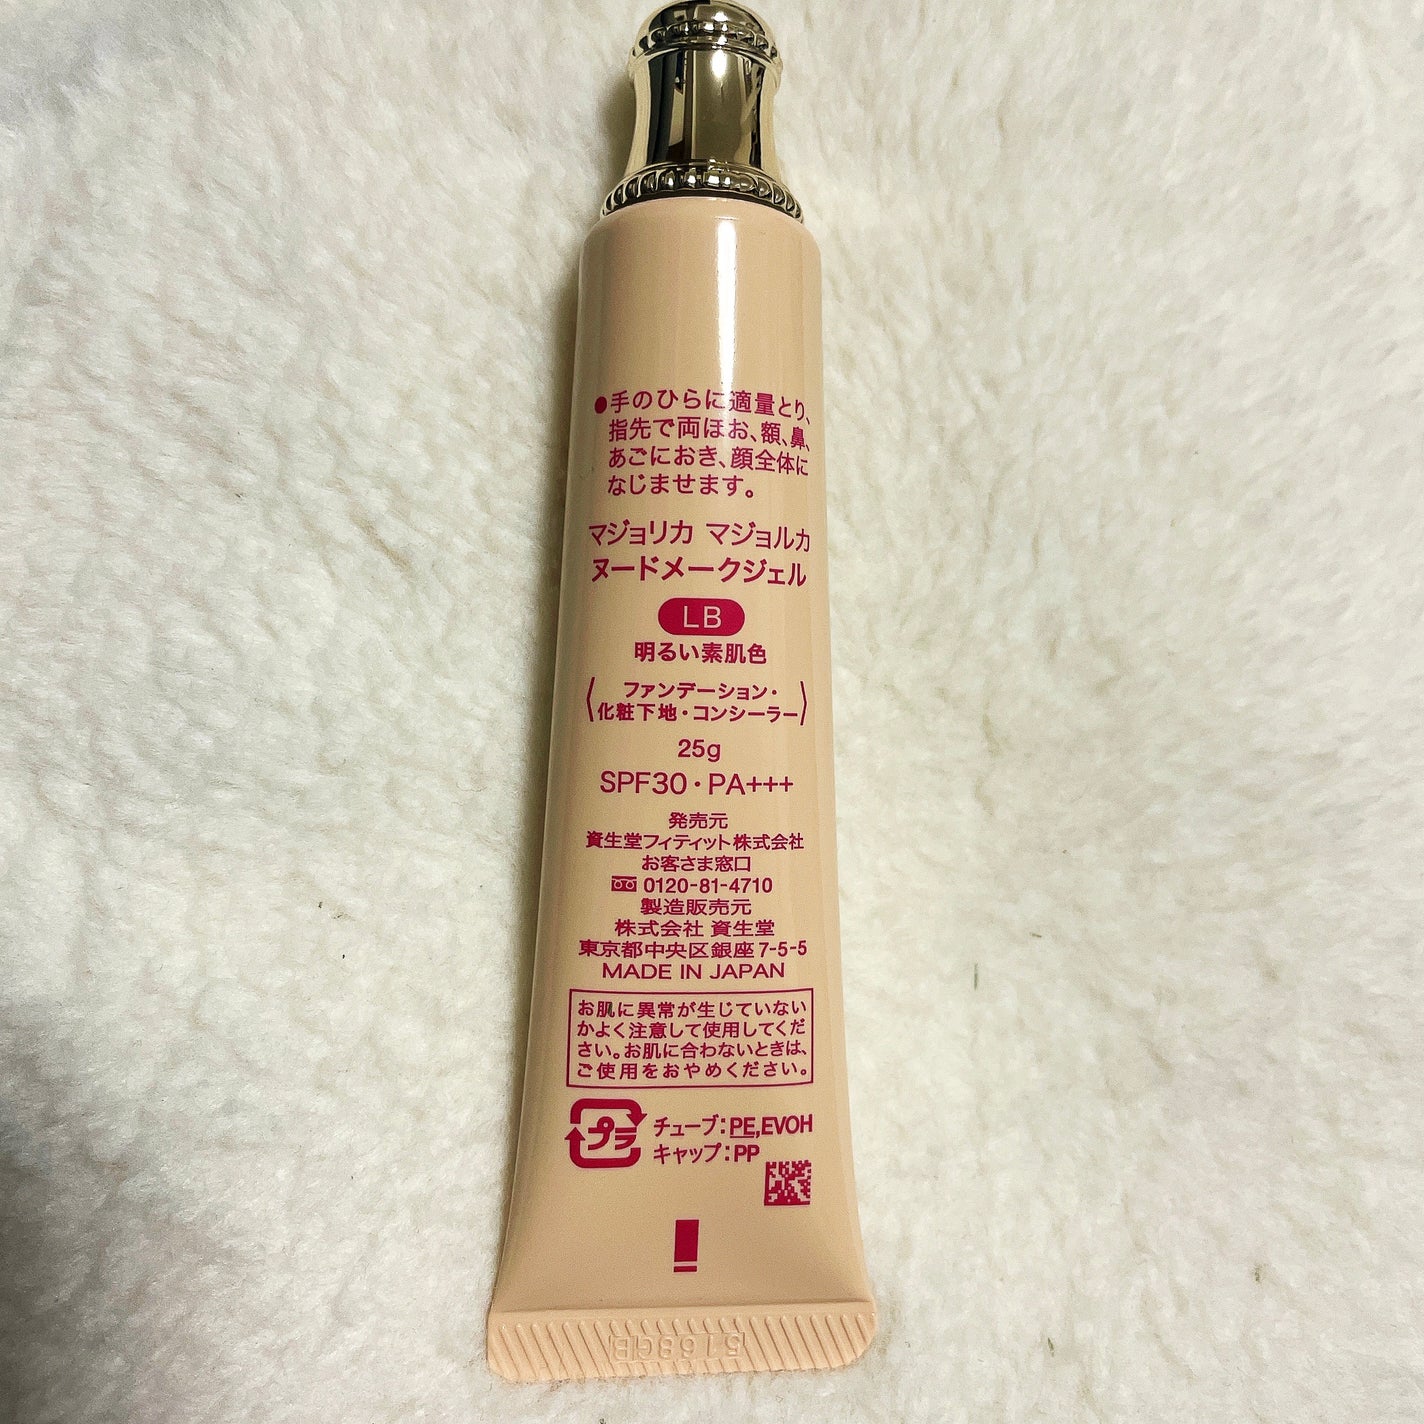 ●手のひらに適量とり、
指先で両ほお、額、鼻、
あごにおき、顔全体に
なじませます。
マジョリカ マジョルカ
ヌードメークジェル
LB
明るい素肌色
〈ファンデーション・
化粧下地・コンシーラー〉
25g
SPF30・PA+++
発売元
資生堂フィティット株式会社
お客さま窓口
0120-81-4710
製造販売元
株式会社 資生堂
東京都中央区銀座7-5-5
MADE IN JAPAN
お肌に異常が生じていない
かよく注意して使用してくだ
さい。お肌に合わないときは、
ご使用をおやめください。
プラ
チューブ:PE,EVOH
キャップ:PP
5168GB